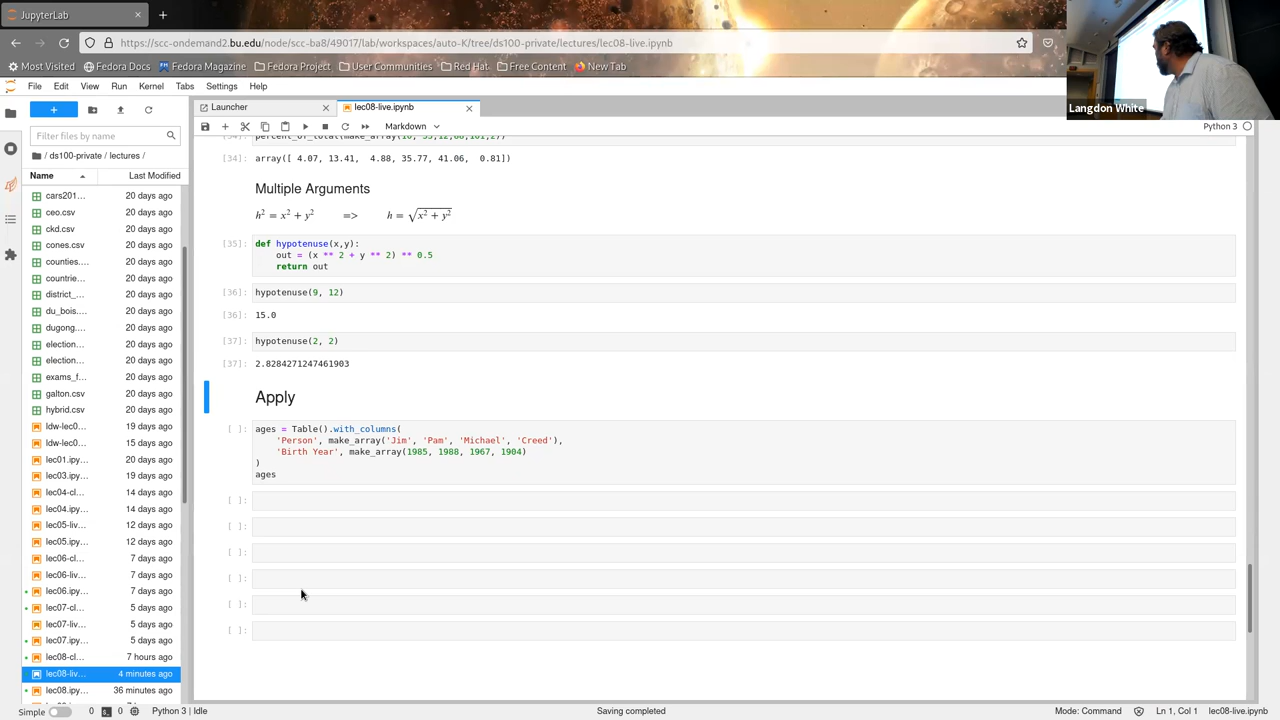 JupyterLab
https://scc-ondemand2.bu.edu/node/scc-ba8/49017/lab/workspaces/auto-K/tree/ds100-private/lectures/lec08-live.ipynb
Most Visited Fedora Docs Fedora Magazine Fedora Project User Communities Red Hat Free Content New Tab
Langdon White
File Edit View Run Kernel Tabs Settings Help
Launcher
lec08-live.ipynb
Markdown
Python 3
Filter files by name
/ ds100-private / lectures /
Name Last Modified
cars201... 20 days ago
ceo.csv 20 days ago
ckd.csv 20 days ago
cones.csv 20 days ago
counties.... 20 days ago
countrie... 20 days ago
district_... 20 days ago
du_bois.... 20 days ago
dugong.... 20 days ago
election... 20 days ago
election... 20 days ago
exams_f... 20 days ago
galton.csv 20 days ago
hybrid.csv 20 days ago
ldw-lec0... 19 days ago
ldw-lec0... 15 days ago
lec01.ipy... 20 days ago
lec03.ipy... 19 days ago
lec04-cl... 14 days ago
lec04.ipy... 14 days ago
lec05-liv... 12 days ago
lec05.ipy... 12 days ago
lec06-cl... 7 days ago
lec06-liv... 7 days ago
lec06.ipy... 7 days ago
lec07-cl... 5 days ago
lec07-liv... 5 days ago
lec07.ipy... 5 days ago
lec08-cl... 7 hours ago
lec08-liv... 4 minutes ago
lec08.ipy... 36 minutes ago
[34]: array([ 4.07, 13.41, 4.88, 35.77, 41.06, 0.81])
Multiple Arguments
h² = x² + y² => h = √x² + y²
[35]: def hypotenuse(x,y):
out = (x ** 2 + y ** 2) ** 0.5
return out
[36]: hypotenuse(9, 12)
[36]: 15.0
[37]: hypotenuse(2, 2)
[37]: 2.8284271247461903
Apply
[ ]: ages = Table().with_columns(
'Person', make_array('Jim', 'Pam', 'Michael', 'Creed'),
'Birth Year', make_array(1985, 1988, 1967, 1904)
)
ages
[ ]:
[ ]:
[ ]:
[ ]:
[ ]:
[ ]:
Simple 0 0 Python 3 | Idle Saving completed Mode: Command Ln 1, Col 1 lec08-live.ipynb